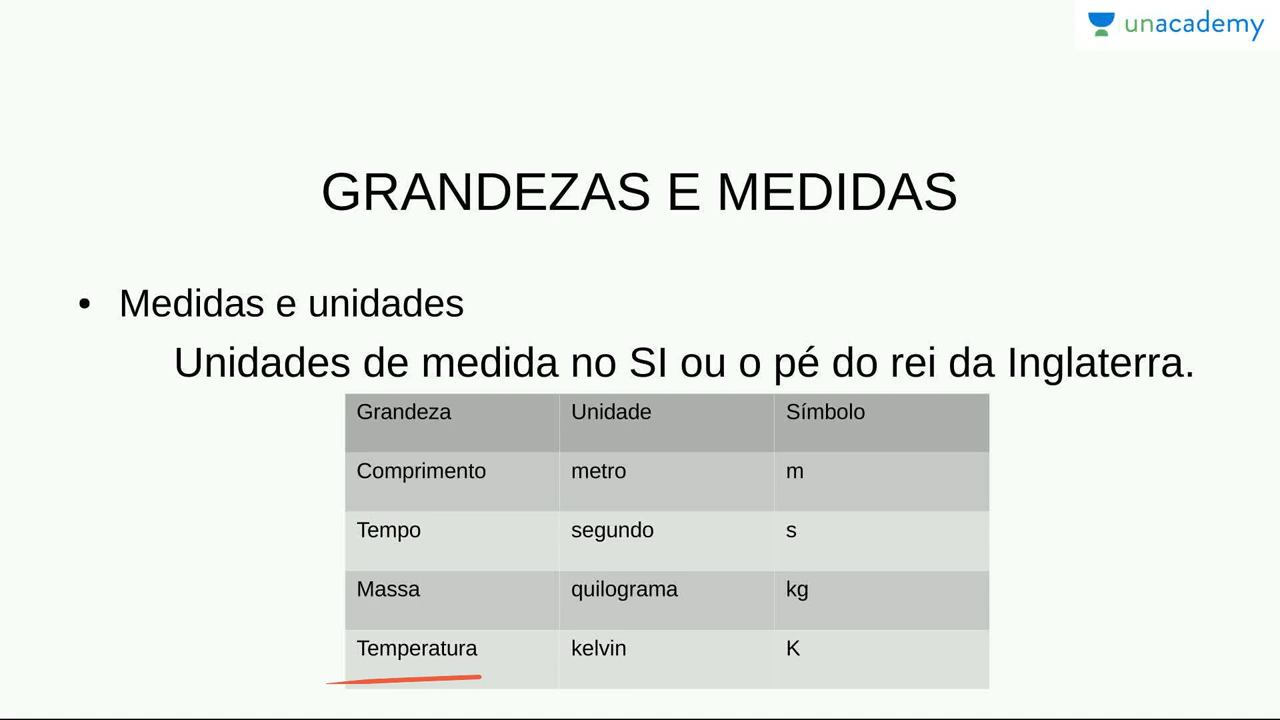 unacademy
GRANDEZAS E MEDIDAS
• Medidas e unidades
Unidades de medida no SI ou o pé do rei da Inglaterra.
Grandeza Unidade Símbolo
Comprimento metro m
Tempo segundo s
Massa quilograma kg
Temperatura kelvin K